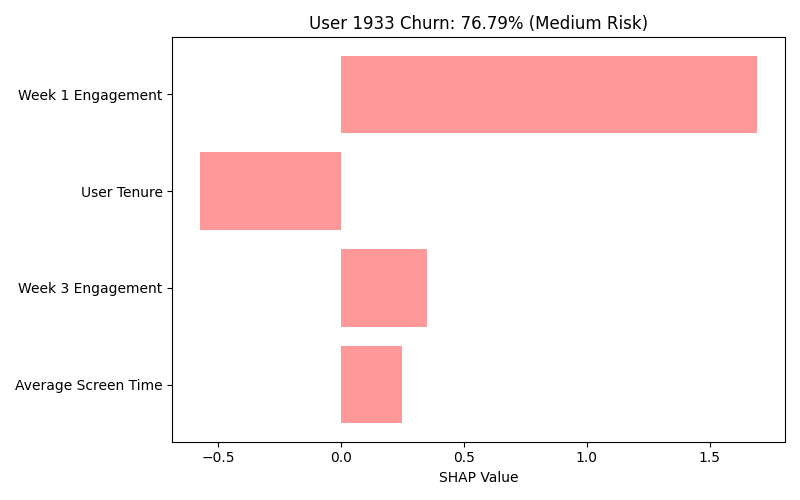 User 1933 Churn: 76.79% (Medium Risk)
Week 1 Engagement
User Tenure
Week 3 Engagement
Average Screen Time
−0.5 0.0 0.5 1.0 1.5
SHAP Value